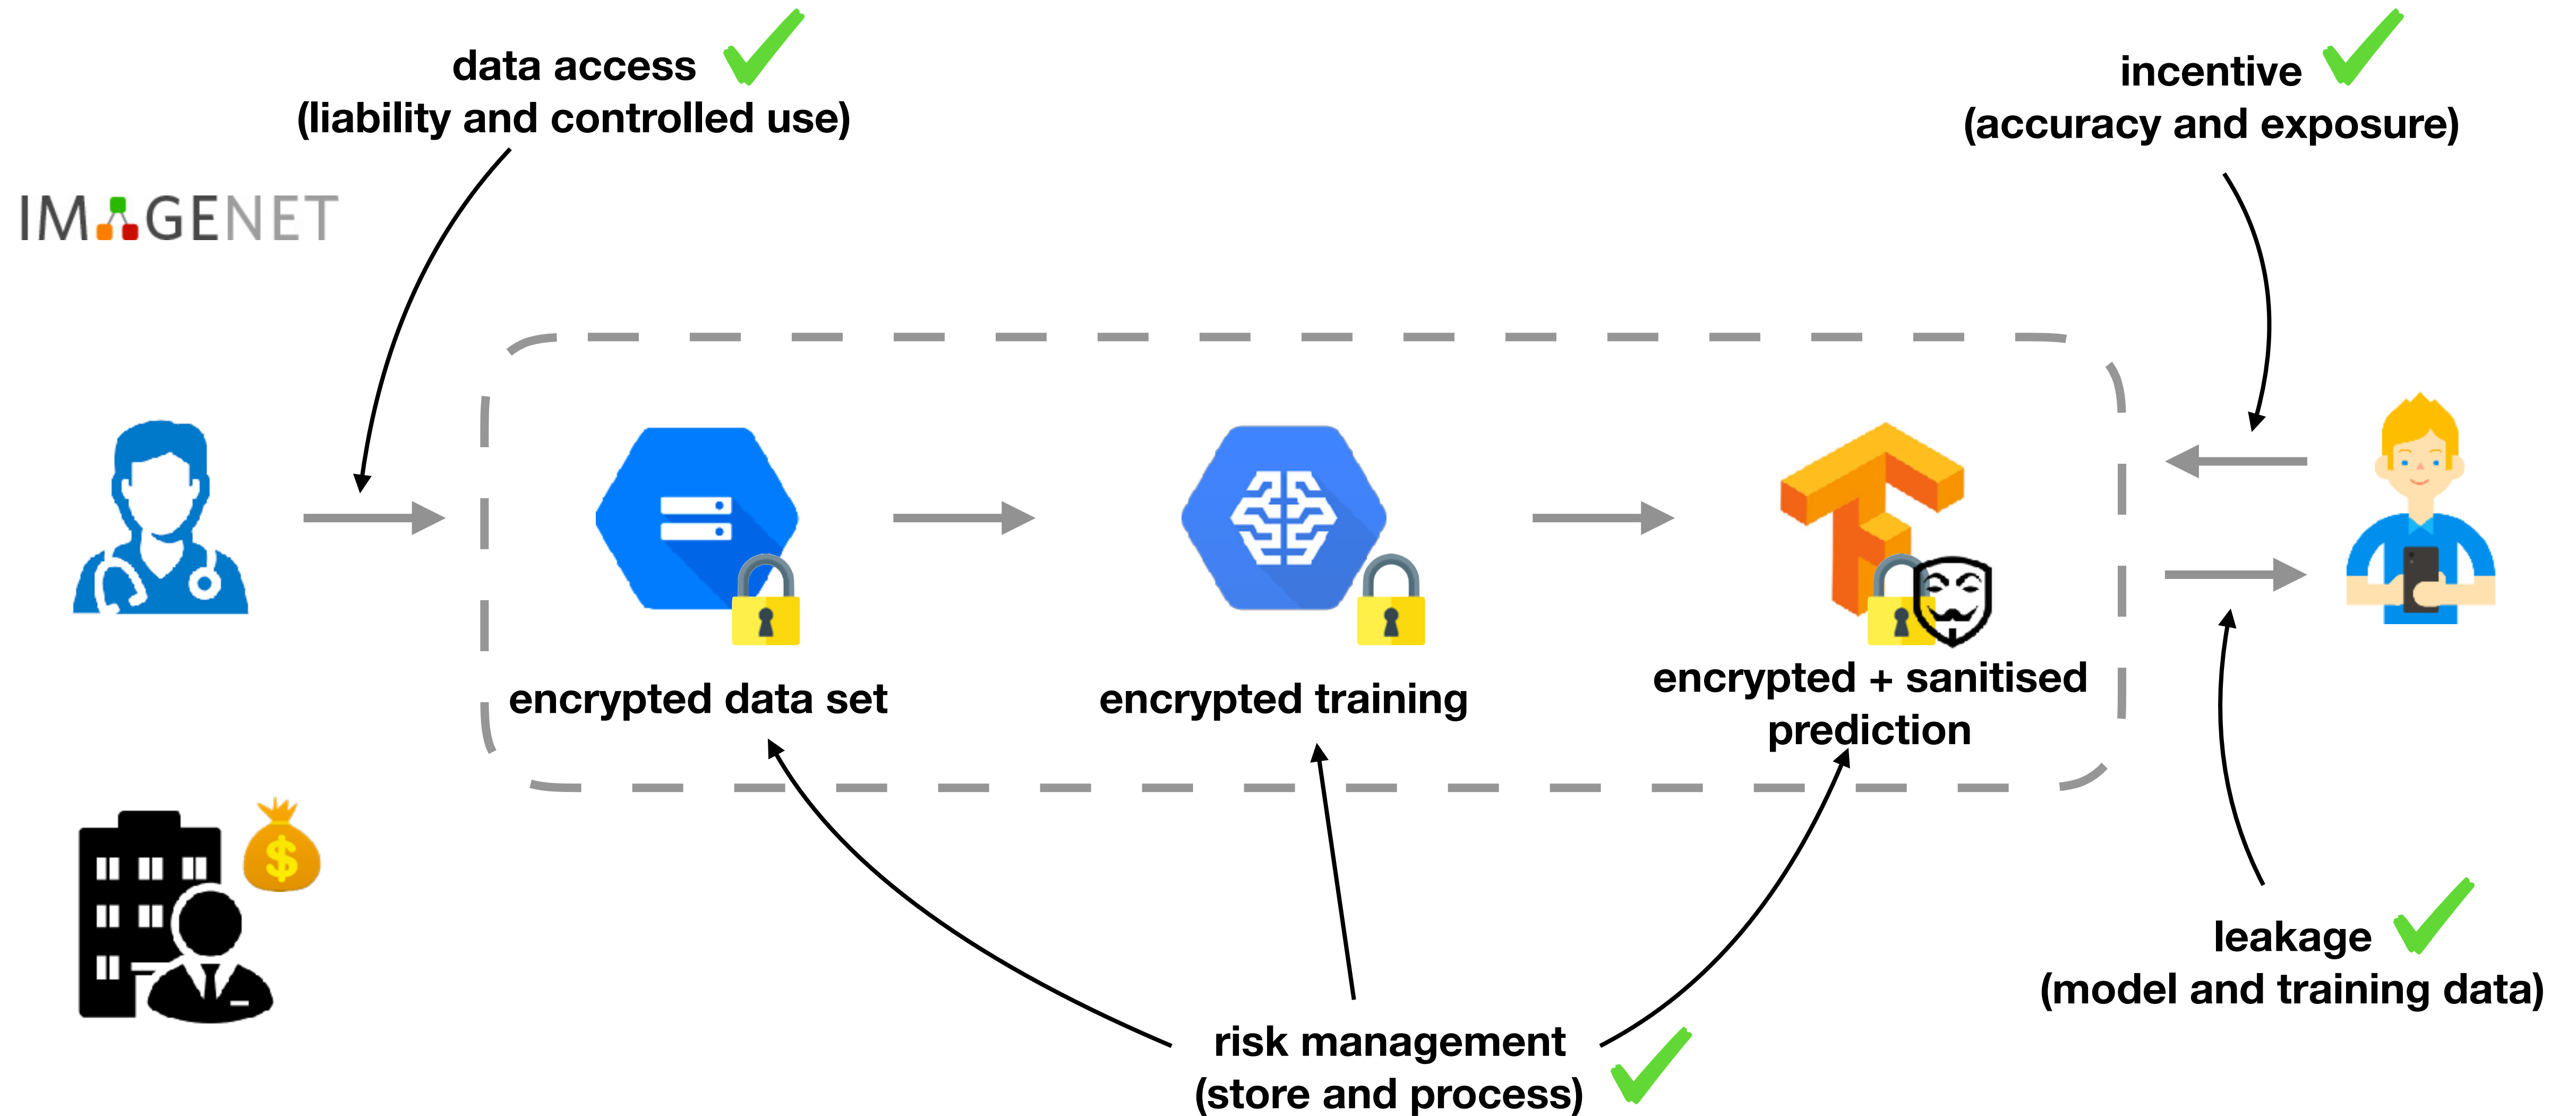 data access
(liability and controlled use)
incentive
(accuracy and exposure)
IMAGENET
encrypted data set
encrypted training
encrypted + sanitised
prediction
leakage
(model and training data)
risk management
(store and process)